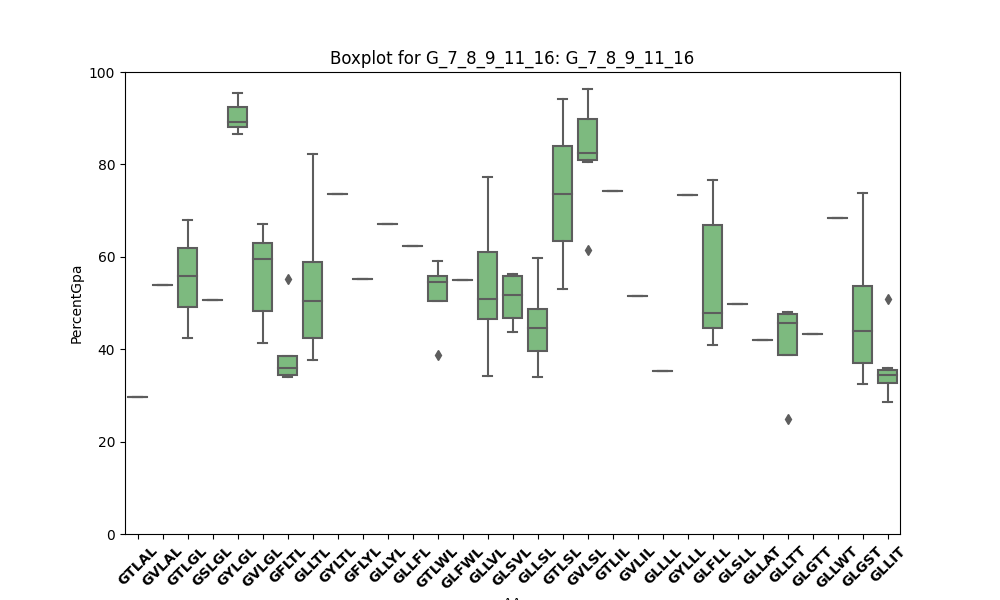 Boxplot for G_7_8_9_11_16: G_7_8_9_11_16
PercentGpa
100
80
60
40
20
0
GTLAL
GVLAL
GTLGL
GSLGL
GYLGL
GVLGL
GFLTL
GLLTL
GYLTL
GFLYL
GLLYL
GLLFL
GTLWL
GLFWL
GLLVL
GLSVL
GLLSL
GTLSL
GVLSL
GTLIL
GVLIL
GLLLL
GYLLL
GLFLL
GLSLL
GLLAT
GLLTT
GLGTT
GLLWT
GLGST
GLLIT